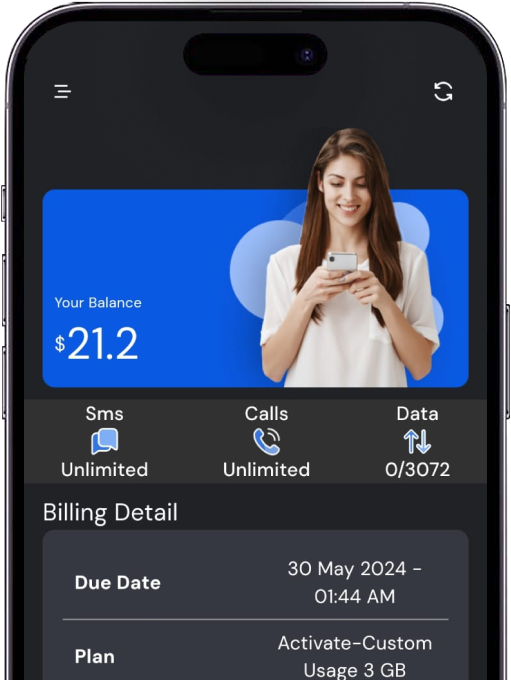 Your Balance
$21.2
Sms Calls Data
Unlimited Unlimited 0/3072
Billing Detail
Due Date 30 May 2024 -
01:44 AM
Plan Activate-Custom
Usage 3 GB